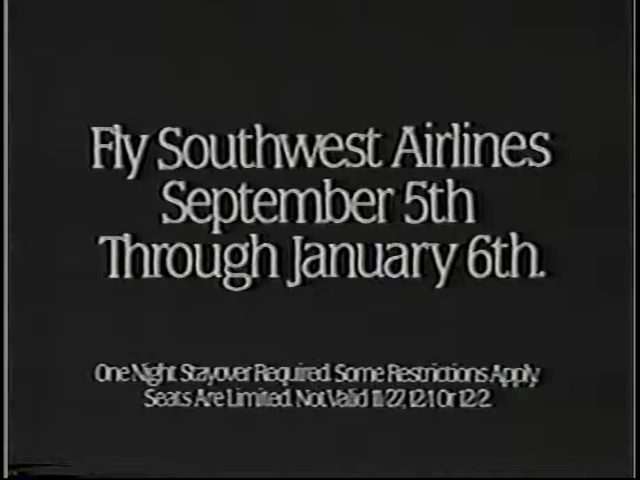 Fly Southwest Airlines
September 5th
Through January 6th.
One Night Stayover Required. Some Restrictions Apply.
Seats Are Limited. Not Valid 11/27, 12/1 Or 12/2.